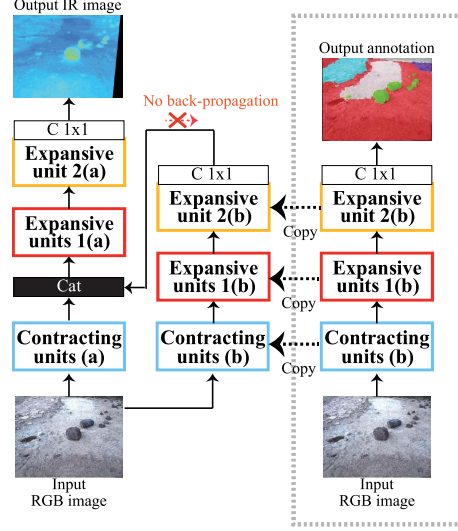 Output IR image
C 1x1
Expansive
unit 2(a)
Expansive
units 1(a)
Cat
Contracting
units (a)
Input
RGB image
No back-propagation
C 1x1
Expansive
unit 2(b)
Expansive
units 1(b)
Contracting
units (b)
Copy
Copy
Copy
Output annotation
C 1x1
Expansive
unit 2(b)
Expansive
units 1(b)
Contracting
units (b)
Input
RGB image